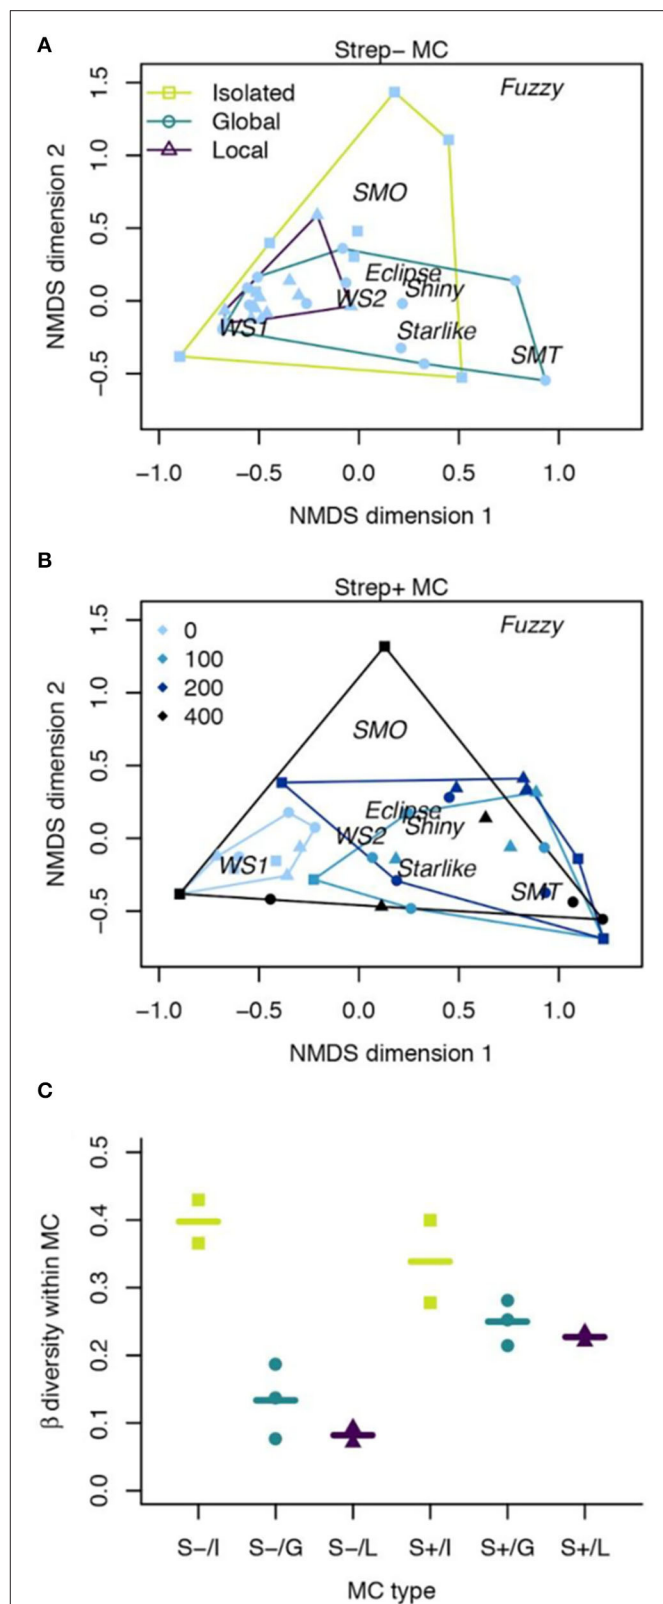 A
Strep− MC
Fuzzy
Isolated
Global
Local
SMO
Eclipse
Shiny
WS2
WS1
Starlike
SMT
1.5
1.0
0.5
0.0
−0.5
NMDS dimension 2
−1.0 −0.5 0.0 0.5 1.0
NMDS dimension 1
B
Strep+ MC
Fuzzy
0
100
200
400
SMO
Eclipse
Shiny
WS2
WS1
Starlike
SMT
1.5
1.0
0.5
0.0
−0.5
NMDS dimension 2
−1.0 −0.5 0.0 0.5 1.0
NMDS dimension 1
C
0.5
0.4
0.3
0.2
0.1
0.0
β diversity within MC
S−/I S−/G S−/L S+/I S+/G S+/L
MC type